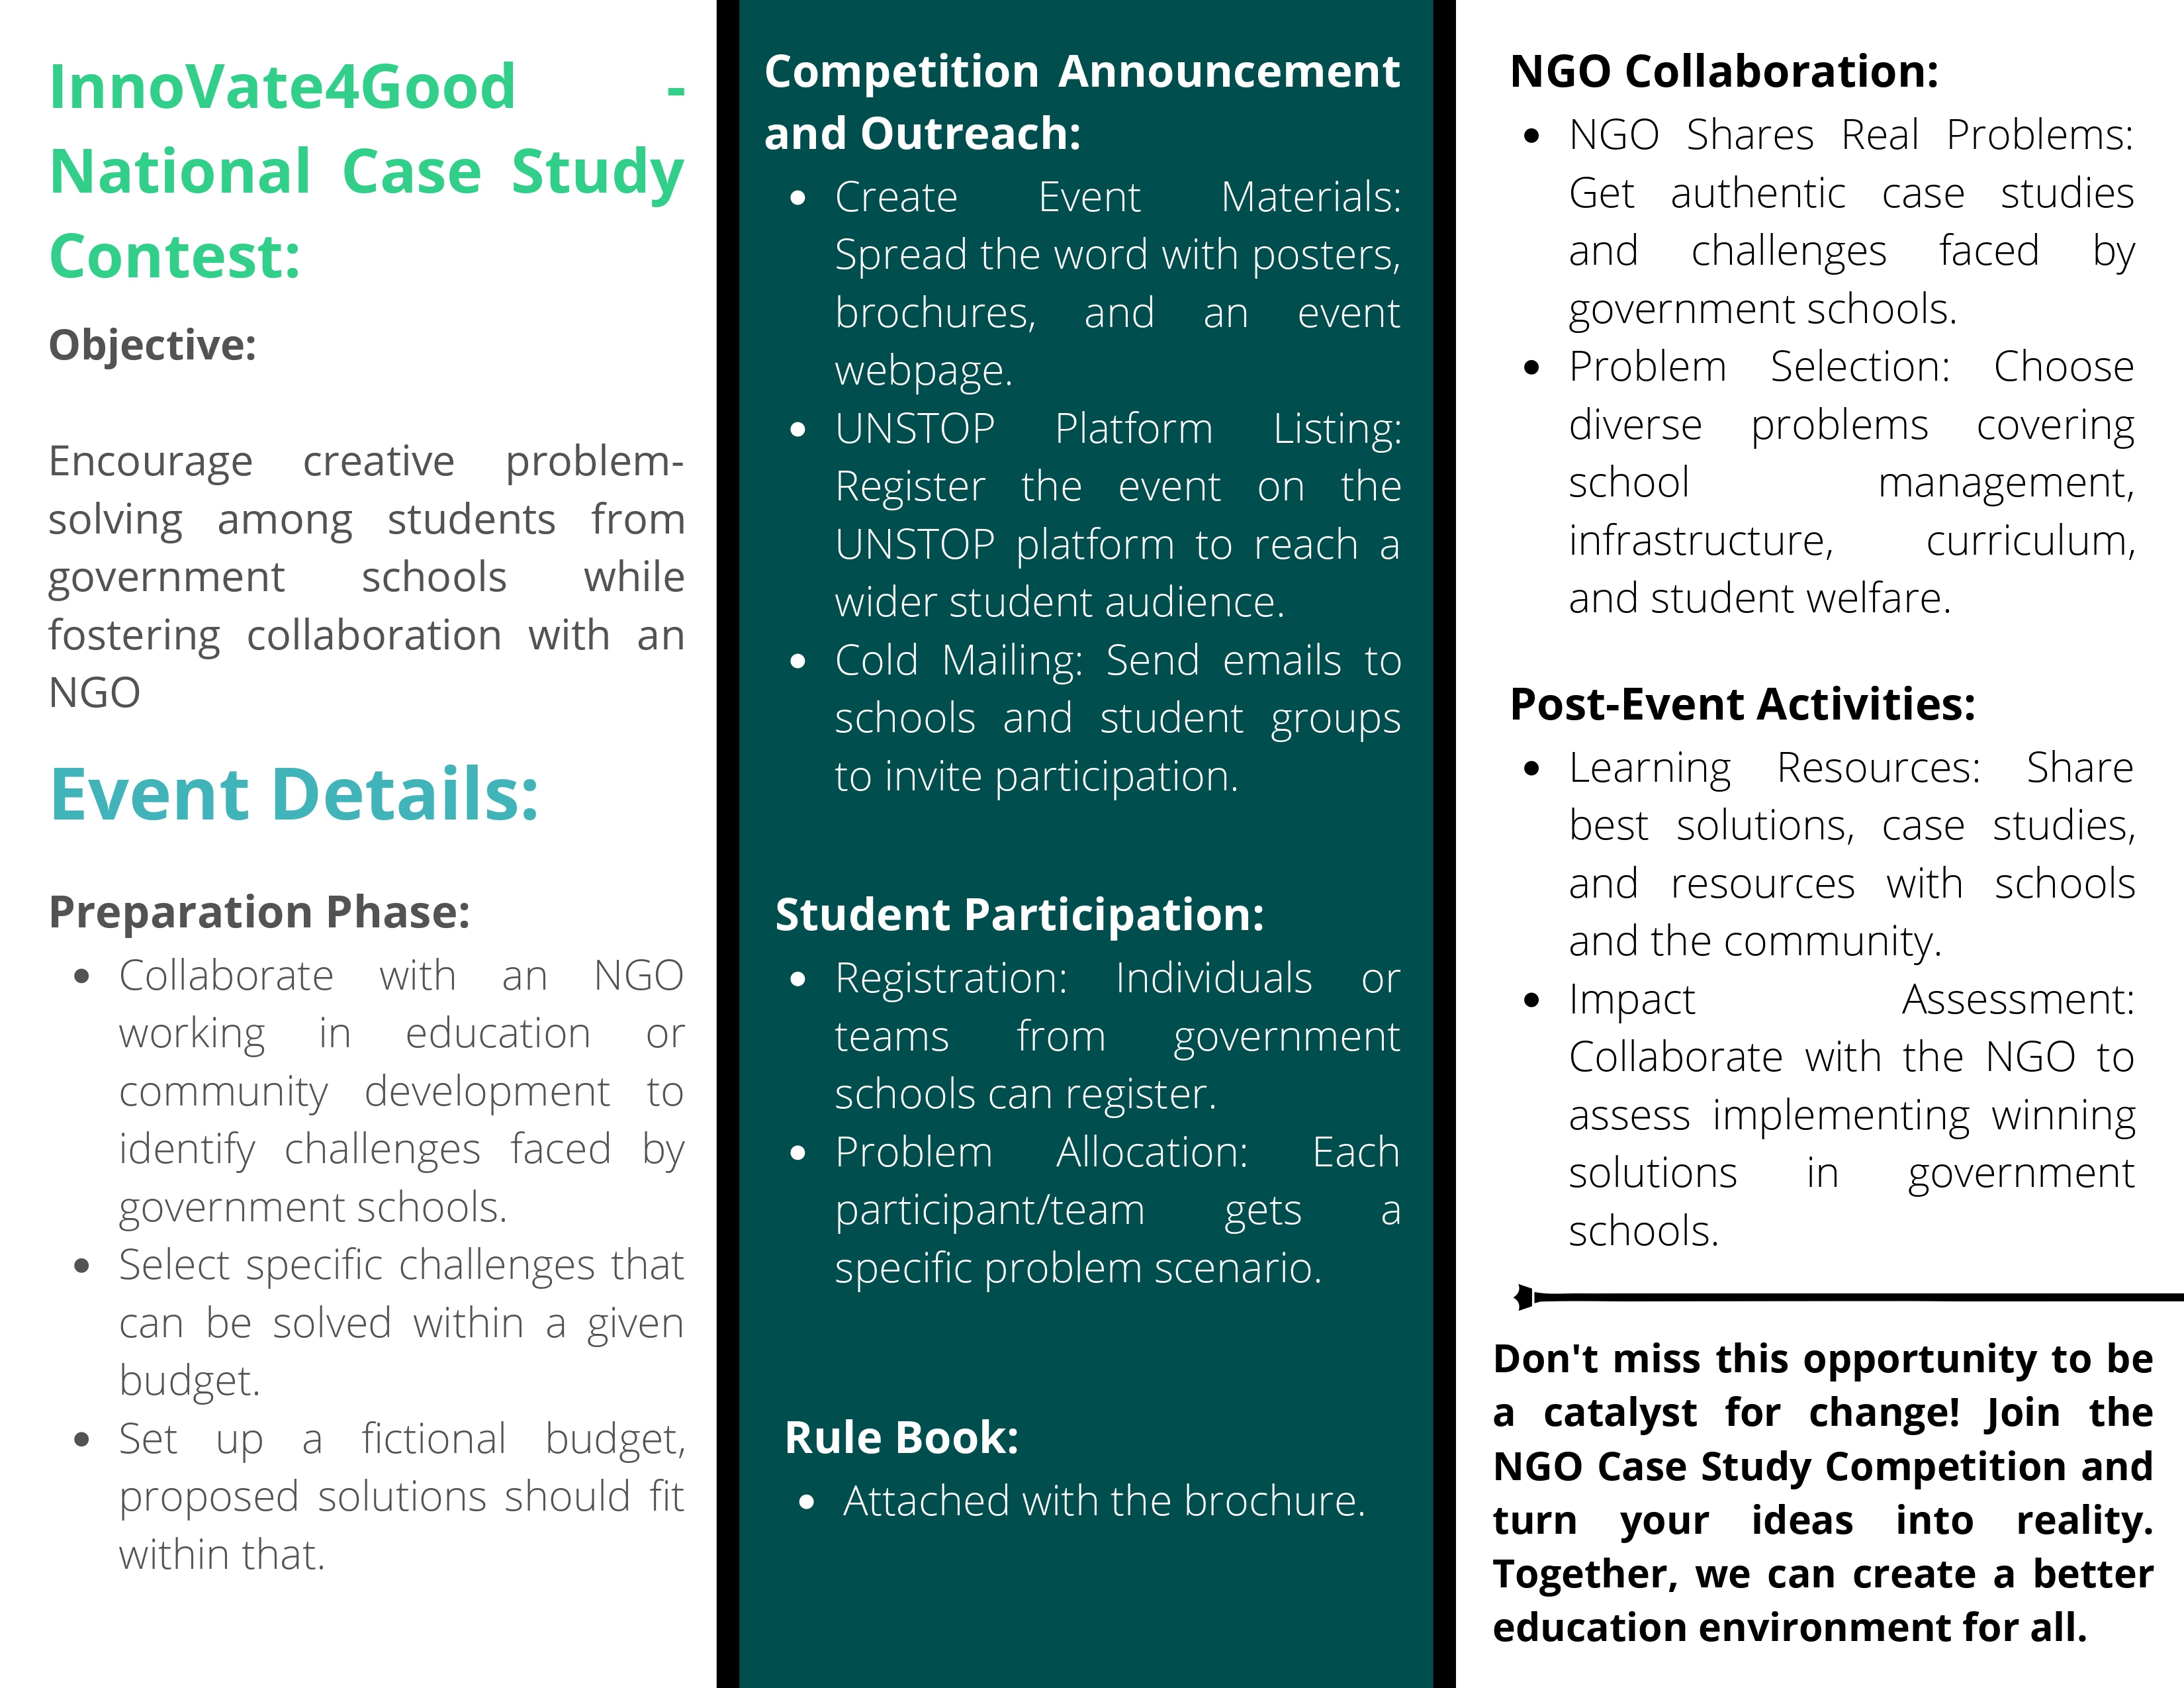 InnoVate4Good -
National Case Study
Contest:
Objective:
Encourage creative problem-
solving among students from
government schools while
fostering collaboration with an
NGO
Event Details:
Preparation Phase:
• Collaborate with an NGO
working in education or
community development to
identify challenges faced by
government schools.
• Select specific challenges that
can be solved within a given
budget.
• Set up a fictional budget,
proposed solutions should fit
within that.
Competition Announcement
and Outreach:
• Create Event Materials:
Spread the word with posters,
brochures, and an event
webpage.
• UNSTOP Platform Listing:
Register the event on the
UNSTOP platform to reach a
wider student audience.
• Cold Mailing: Send emails to
schools and student groups
to invite participation.
Student Participation:
• Registration: Individuals or
teams from government
schools can register.
• Problem Allocation: Each
participant/team gets a
specific problem scenario.
Rule Book:
• Attached with the brochure.
NGO Collaboration:
• NGO Shares Real Problems:
Get authentic case studies
and challenges faced by
government schools.
• Problem Selection: Choose
diverse problems covering
school management,
infrastructure, curriculum,
and student welfare.
Post-Event Activities:
• Learning Resources: Share
best solutions, case studies,
and resources with schools
and the community.
• Impact Assessment:
Collaborate with the NGO to
assess implementing winning
solutions in government
schools.
Don't miss this opportunity to be
a catalyst for change! Join the
NGO Case Study Competition and
turn your ideas into reality.
Together, we can create a better
education environment for all.